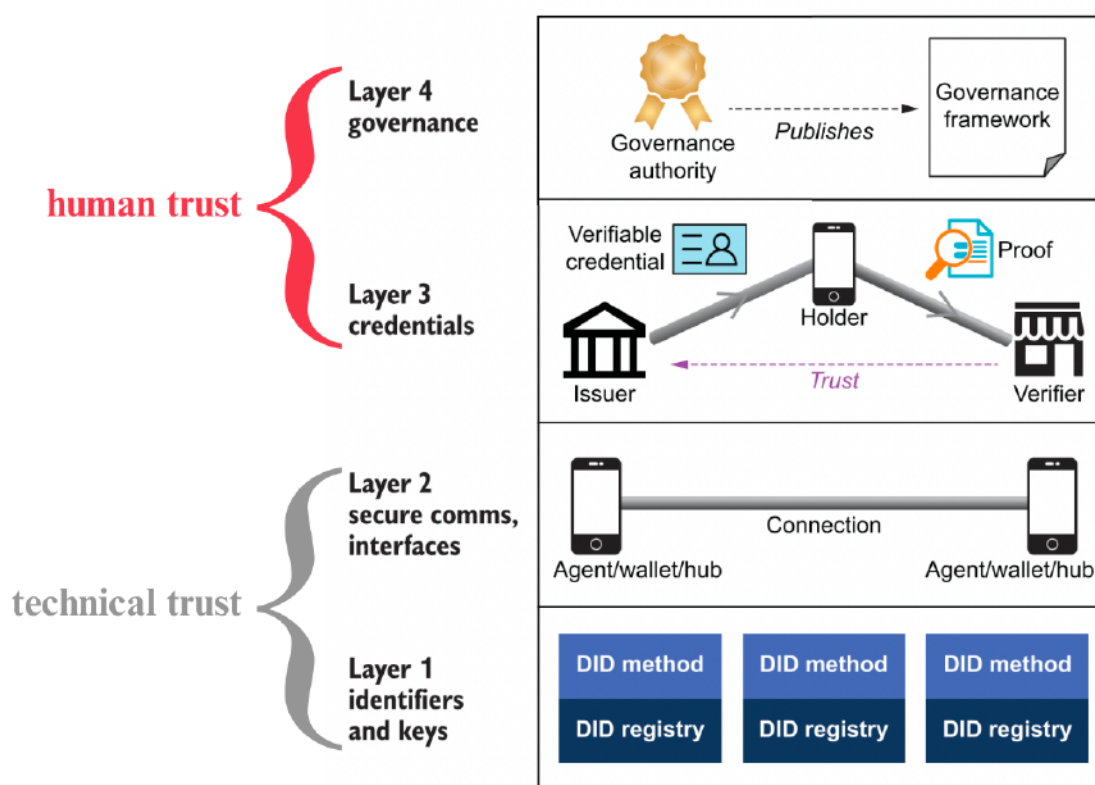 Layer 4
governance
human trust
Layer 3
credentials
Governance
authority
Publishes
Governance
framework
Verifiable
credential
Proof
Holder
Issuer
Trust
Verifier
Layer 2
secure comms,
interfaces
technical trust
Layer 1
identifiers
and keys
Connection
Agent/wallet/hub
Agent/wallet/hub
DID method
DID method
DID method
DID registry
DID registry
DID registry